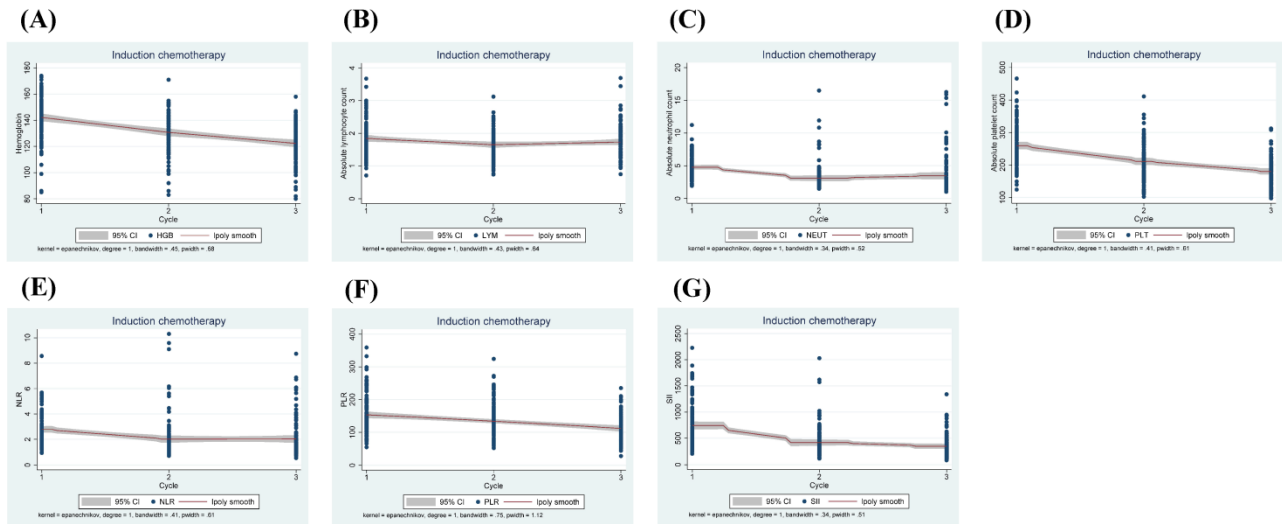 (A)
Induction chemotherapy
Hemoglobin
180
160
140
120
100
80
1 2 3
Cycle
95% CI HGB lpoly smooth
kernel = epanechnikov, degree = 1, bandwidth = .45, pwidth = .68
(B)
Induction chemotherapy
Absolute lymphocyte count
4
3
2
1
0
1 2 3
Cycle
95% CI LYM lpoly smooth
kernel = epanechnikov, degree = 1, bandwidth = .43, pwidth = .64
(C)
Induction chemotherapy
Absolute neutrophil count
20
15
10
5
0
1 2 3
Cycle
95% CI NEUT lpoly smooth
kernel = epanechnikov, degree = 1, bandwidth = .34, pwidth = .52
(D)
Induction chemotherapy
Absolute platelet count
500
400
300
200
100
1 2 3
Cycle
95% CI PLT lpoly smooth
kernel = epanechnikov, degree = 1, bandwidth = .41, pwidth = .61
(E)
Induction chemotherapy
NLR
10
8
6
4
2
0
1 2 3
Cycle
95% CI NLR lpoly smooth
kernel = epanechnikov, degree = 1, bandwidth = .41, pwidth = .61
(F)
Induction chemotherapy
PLR
400
300
200
100
0
1 2 3
Cycle
95% CI PLR lpoly smooth
kernel = epanechnikov, degree = 1, bandwidth = .75, pwidth = 1.12
(G)
Induction chemotherapy
SII
2500
2000
1500
1000
500
0
1 2 3
Cycle
95% CI SII lpoly smooth
kernel = epanechnikov, degree = 1, bandwidth = .34, pwidth = .51